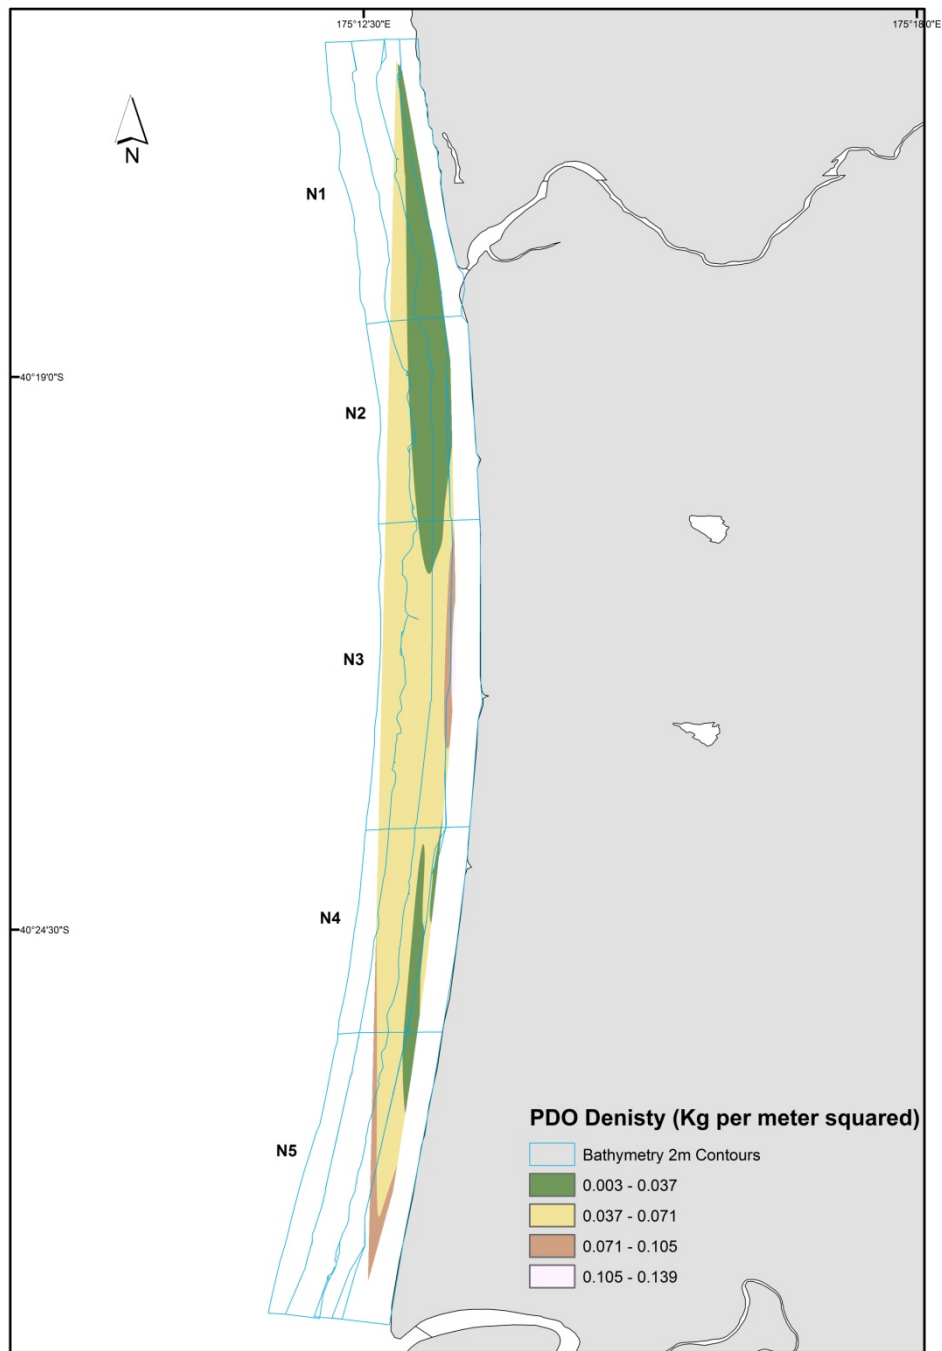 175°12'30"E
175°18'0"E
N
N1
40°19'0"S
N2
N3
N4
40°24'30"S
N5
PDO Denisty (Kg per meter squared)
Bathymetry 2m Contours
0.003 - 0.037
0.037 - 0.071
0.071 - 0.105
0.105 - 0.139